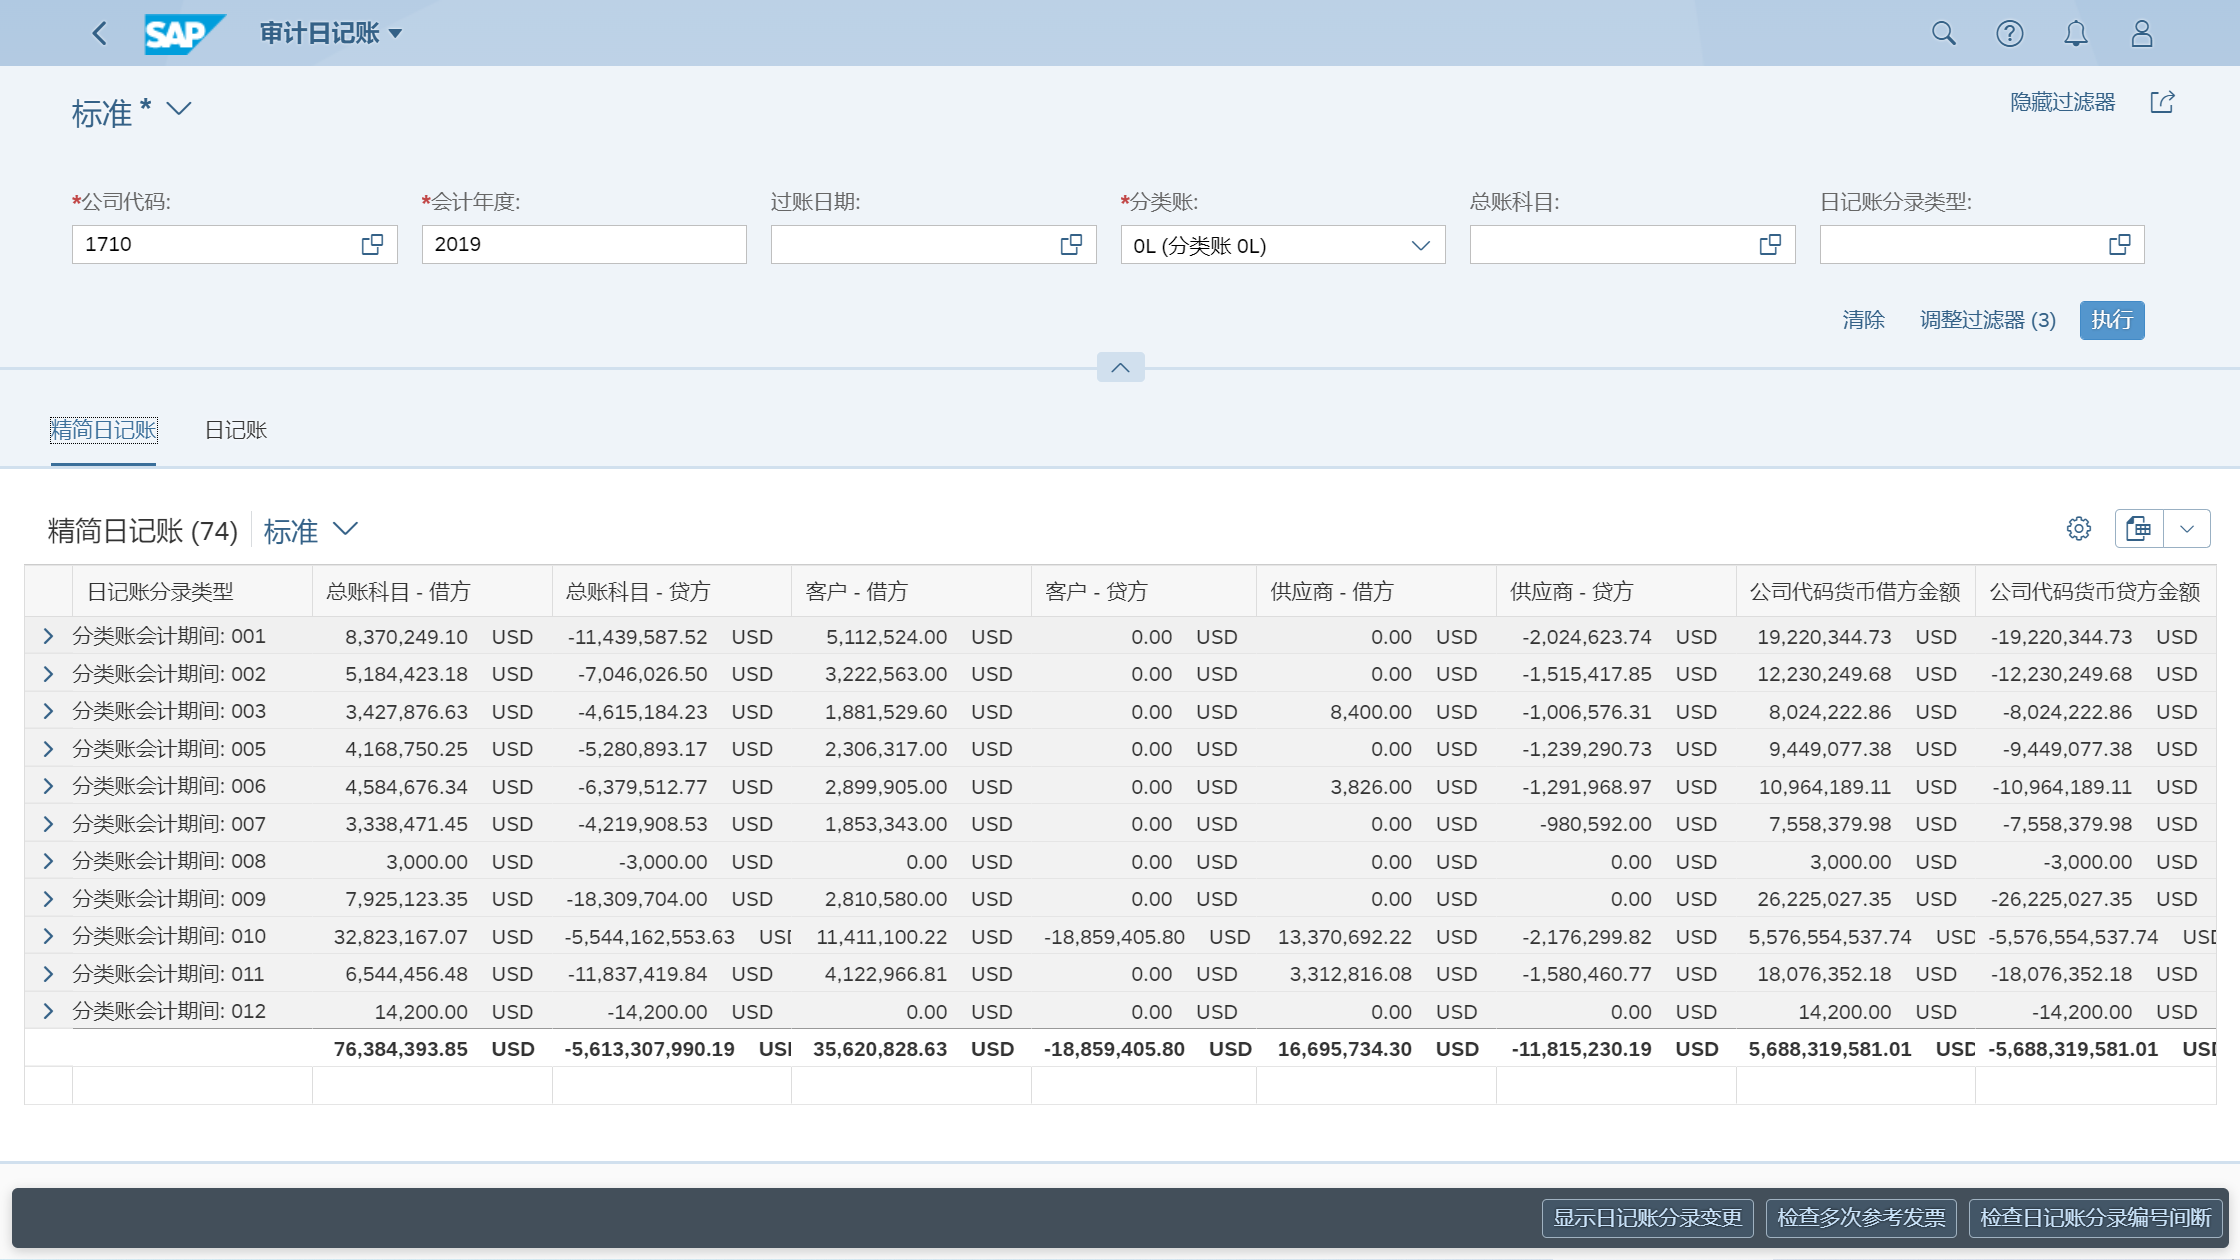 SAP 审计日记账
标准 *
隐藏过滤器
*公司代码: *会计年度: 过账日期: *分类账: 总账科目: 日记账分录类型:
1710 2019 0L (分类账 0L)
清除 调整过滤器 (3) 执行
精简日记账 日记账
精简日记账 (74) 标准
日记账分录类型 总账科目 - 借方 总账科目 - 贷方 客户 - 借方 客户 - 贷方 供应商 - 借方 供应商 - 贷方 公司代码货币借方金额 公司代码货币贷方金额
分类账会计期间: 001 8,370,249.10 USD -11,439,587.52 USD 5,112,524.00 USD 0.00 USD 0.00 USD -2,024,623.74 USD 19,220,344.73 USD -19,220,344.73 USD
分类账会计期间: 002 5,184,423.18 USD -7,046,026.50 USD 3,222,563.00 USD 0.00 USD 0.00 USD -1,515,417.85 USD 12,230,249.68 USD -12,230,249.68 USD
分类账会计期间: 003 3,427,876.63 USD -4,615,184.23 USD 1,881,529.60 USD 0.00 USD 8,400.00 USD -1,006,576.31 USD 8,024,222.86 USD -8,024,222.86 USD
分类账会计期间: 005 4,168,750.25 USD -5,280,893.17 USD 2,306,317.00 USD 0.00 USD 0.00 USD -1,239,290.73 USD 9,449,077.38 USD -9,449,077.38 USD
分类账会计期间: 006 4,584,676.34 USD -6,379,512.77 USD 2,899,905.00 USD 0.00 USD 3,826.00 USD -1,291,968.97 USD 10,964,189.11 USD -10,964,189.11 USD
分类账会计期间: 007 3,338,471.45 USD -4,219,908.53 USD 1,853,343.00 USD 0.00 USD 0.00 USD -980,592.00 USD 7,558,379.98 USD -7,558,379.98 USD
分类账会计期间: 008 3,000.00 USD -3,000.00 USD 0.00 USD 0.00 USD 0.00 USD 0.00 USD 3,000.00 USD -3,000.00 USD
分类账会计期间: 009 7,925,123.35 USD -18,309,704.00 USD 2,810,580.00 USD 0.00 USD 0.00 USD 0.00 USD 26,225,027.35 USD -26,225,027.35 USD
分类账会计期间: 010 32,823,167.07 USD -5,544,162,553.63 USD 11,411,100.22 USD -18,859,405.80 USD 13,370,692.22 USD -2,176,299.82 USD 5,576,554,537.74 USD -5,576,554,537.74 USD
分类账会计期间: 011 6,544,456.48 USD -11,837,419.84 USD 4,122,966.81 USD 0.00 USD 3,312,816.08 USD -1,580,460.77 USD 18,076,352.18 USD -18,076,352.18 USD
分类账会计期间: 012 14,200.00 USD -14,200.00 USD 0.00 USD 0.00 USD 0.00 USD 0.00 USD 14,200.00 USD -14,200.00 USD
76,384,393.85 USD -5,613,307,990.19 USD 35,620,828.63 USD -18,859,405.80 USD 16,695,734.30 USD -11,815,230.19 USD 5,688,319,581.01 USD -5,688,319,581.01 USD
显示日记账分录变更 检查多次参考发票 检查日记账分录编号间断